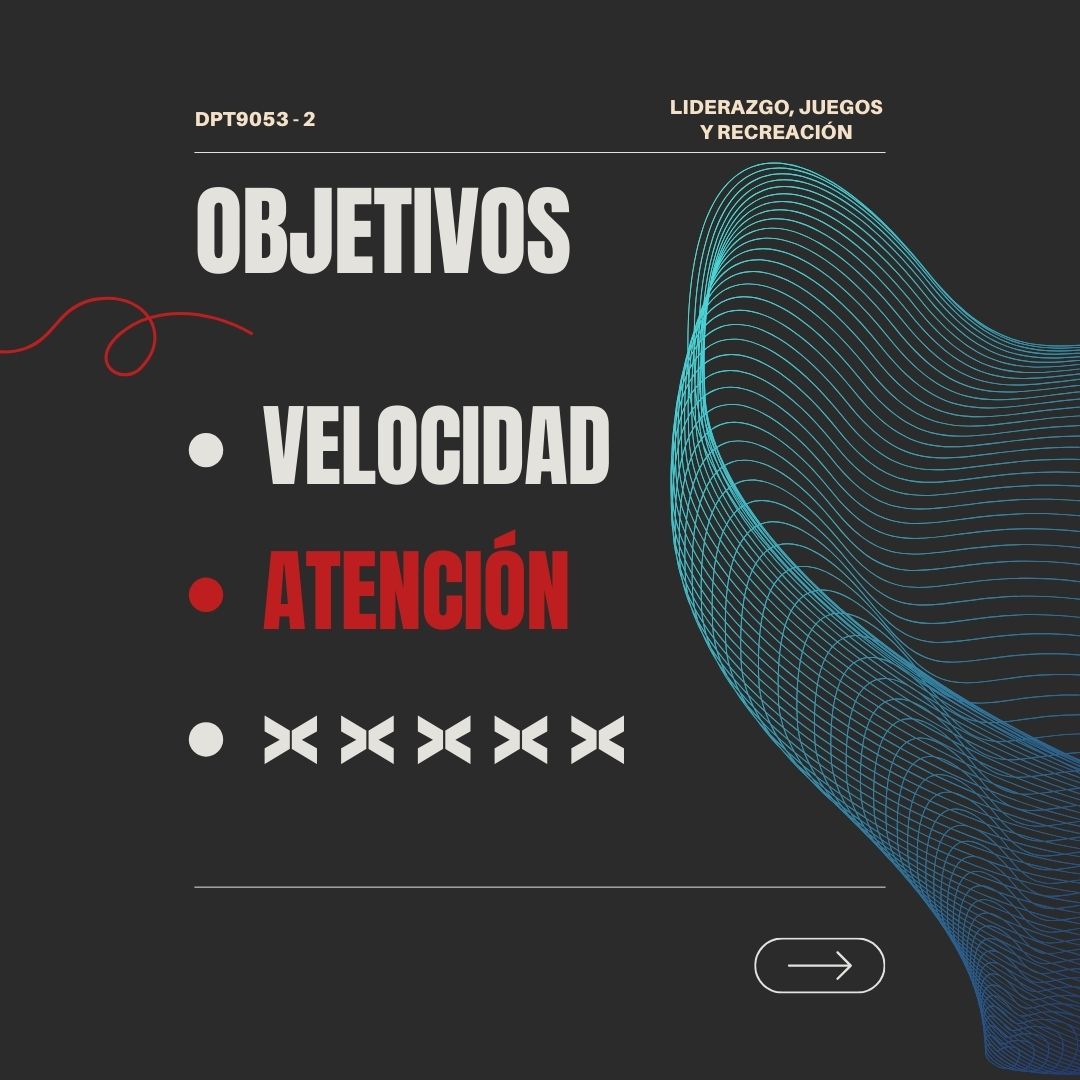 DPT9053 - 2
LIDERAZGO, JUEGOS
Y RECREACIÓN
OBJETIVOS
VELOCIDAD
ATENCIÓN